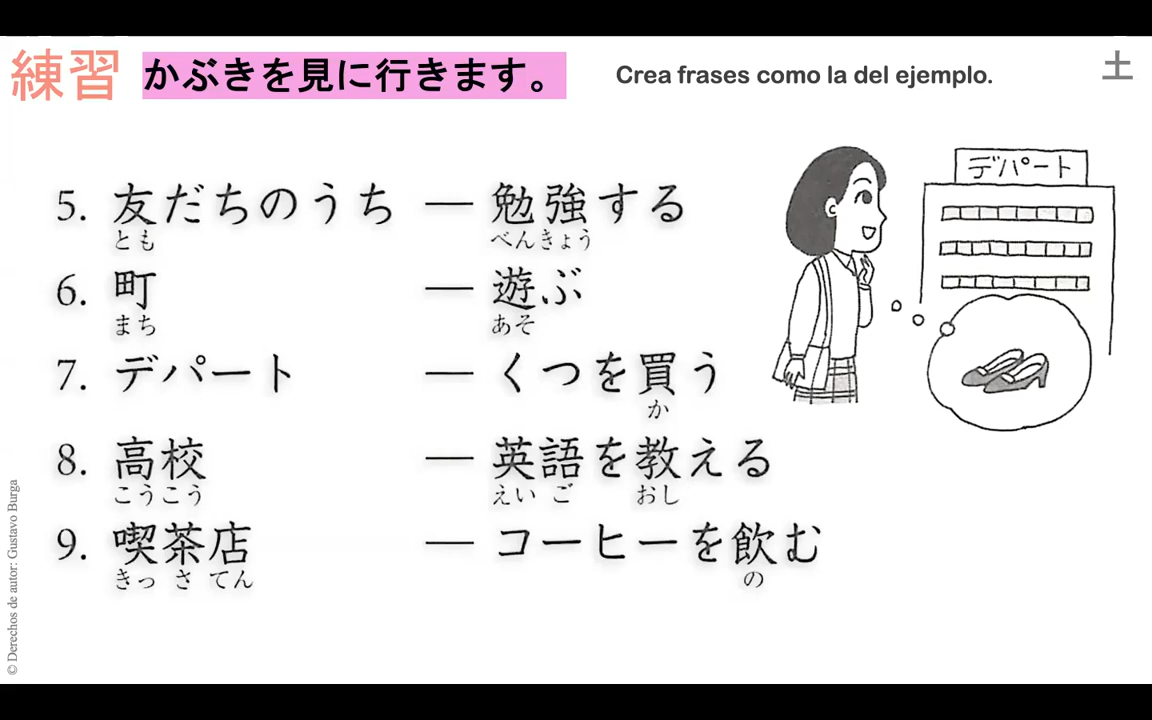 練習 かぶきを見に行きます。 Crea frases como la del ejemplo. 土
デパート
5. 友だちのうち — 勉強する
とも べんきょう
6. 町 — 遊ぶ
まち あそ
7. デパート — くつを買う
か
8. 高校 — 英語を教える
こうこう えいご おし
9. 喫茶店 — コーヒーを飲む
きっさてん の
© Derechos de autor: Gustavo Burga